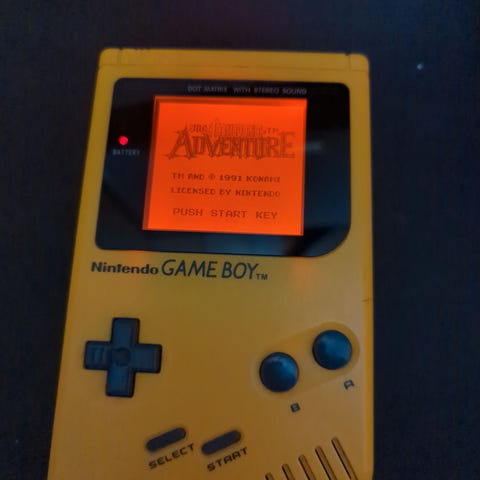 DOT MATRIX WITH STEREO SOUND
ADVENTURE
BATTERY
TM AND © 1991 KONAMI
LICENSED BY NINTENDO
PUSH START KEY
Nintendo GAME BOY™
B
A
SELECT
START